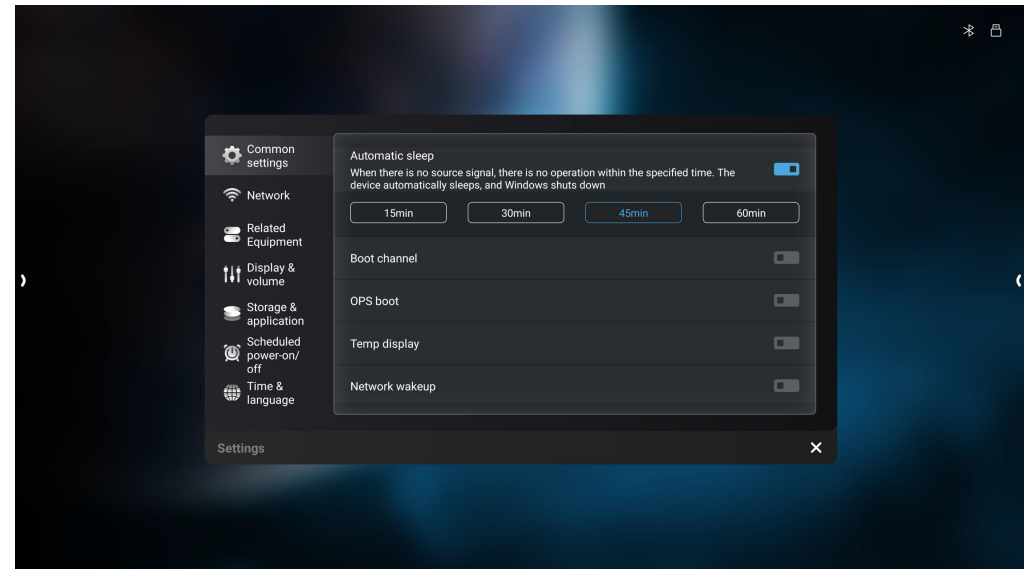 Common
settings
Network
Related
Equipment
Display &
volume
Storage &
application
Scheduled
power-on/
off
Time &
language
Automatic sleep
When there is no source signal, there is no operation within the specified time. The
device automatically sleeps, and Windows shuts down
15min
30min
45min
60min
Boot channel
OPS boot
Temp display
Network wakeup
Settings